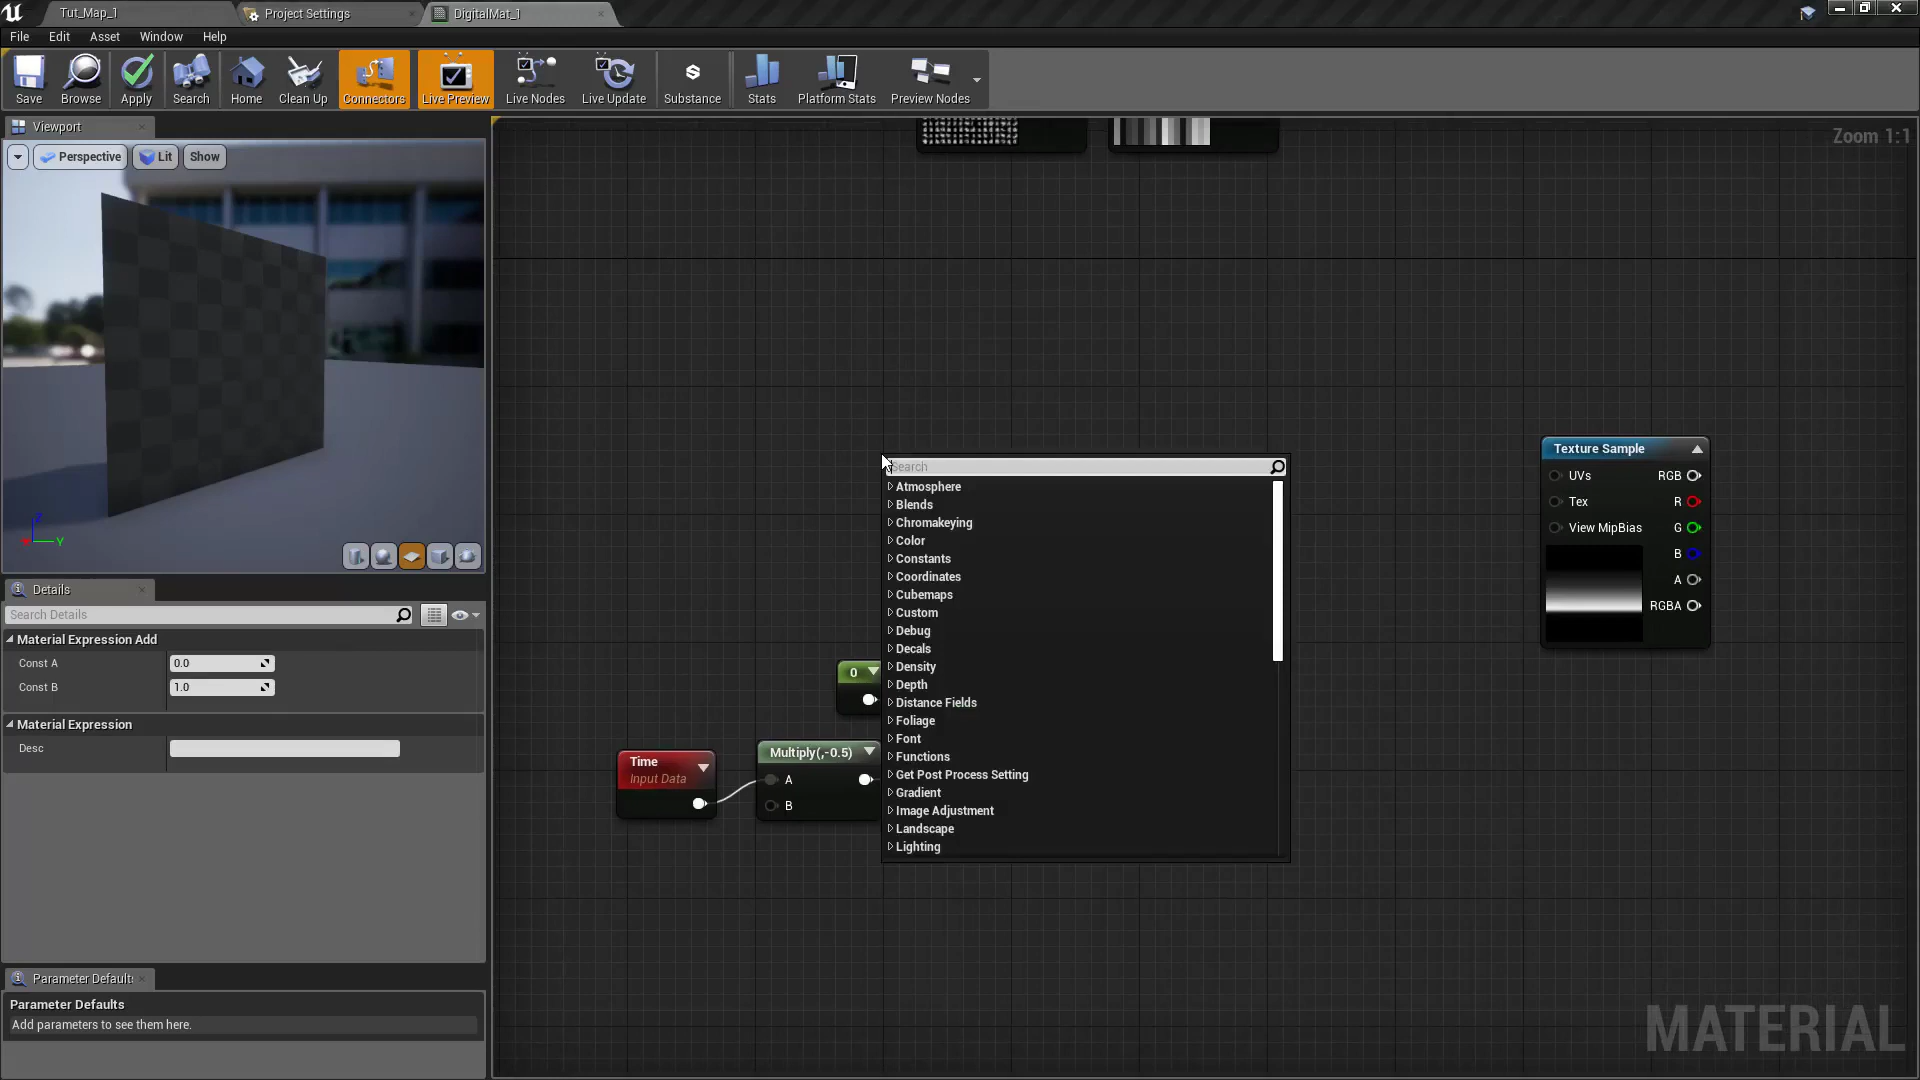 Tut_Map_1
Project Settings
DigitalMat_1
File Edit Asset Window Help
Save Browse Apply Search Home Clean Up Connectors Live Preview Live Nodes Live Update Substance Stats Platform Stats Preview Nodes
Viewport
Perspective Lit Show
Zoom 1:1
Z
Y
Details
Search Details
Material Expression Add
Const A 0.0
Const B 1.0
Material Expression
Desc
Parameter Default
Parameter Defaults
Add parameters to see them here.
Search
Atmosphere
Blends
Chromakeying
Color
Constants
Coordinates
Cubemaps
Custom
Debug
Decals
Density
Depth
Distance Fields
Foliage
Font
Functions
Get Post Process Setting
Gradient
Image Adjustment
Landscape
Lighting
0
Time
Input Data
Multiply(,-0.5)
A
B
Texture Sample
UVs RGB
Tex R
View MipBias G
B
A
RGBA
MATERIAL